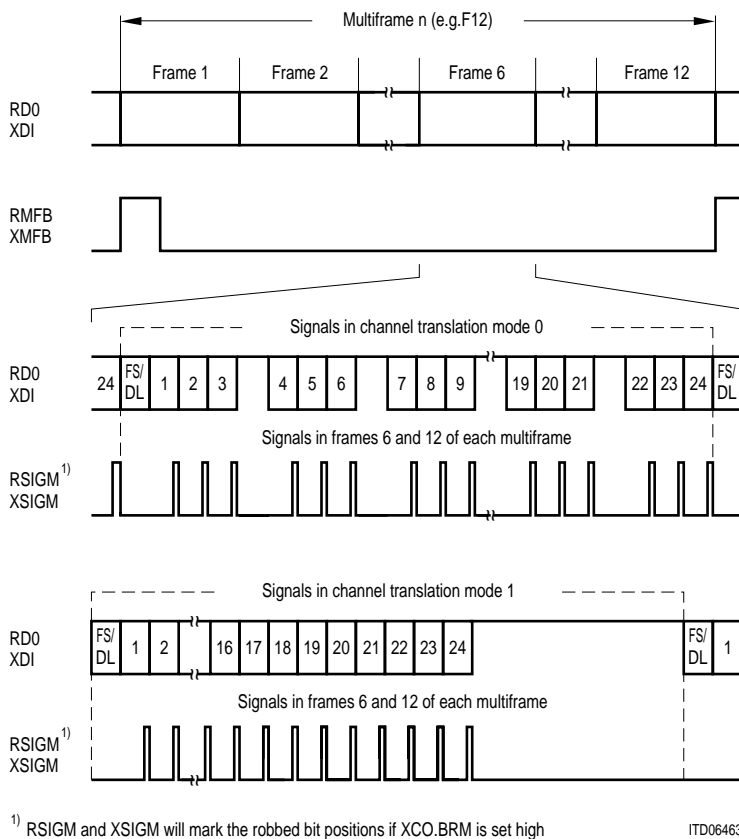 Multiframe n (e.g.F12)
Frame 1 Frame 2 Frame 6 Frame 12
RD0
XDI
RMFB
XMFB
Signals in channel translation mode 0
RD0
XDI
24 FS/DL 1 2 3 4 5 6 7 8 9 19 20 21 22 23 24 FS/DL
Signals in frames 6 and 12 of each multiframe
RSIGM 1)
XSIGM
Signals in channel translation mode 1
RD0
XDI
FS/DL 1 2 16 17 18 19 20 21 22 23 24 FS/DL 1
Signals in frames 6 and 12 of each multiframe
RSIGM 1)
XSIGM
1) RSIGM and XSIGM will mark the robbed bit positions if XCO.BRM is set high
ITD06463